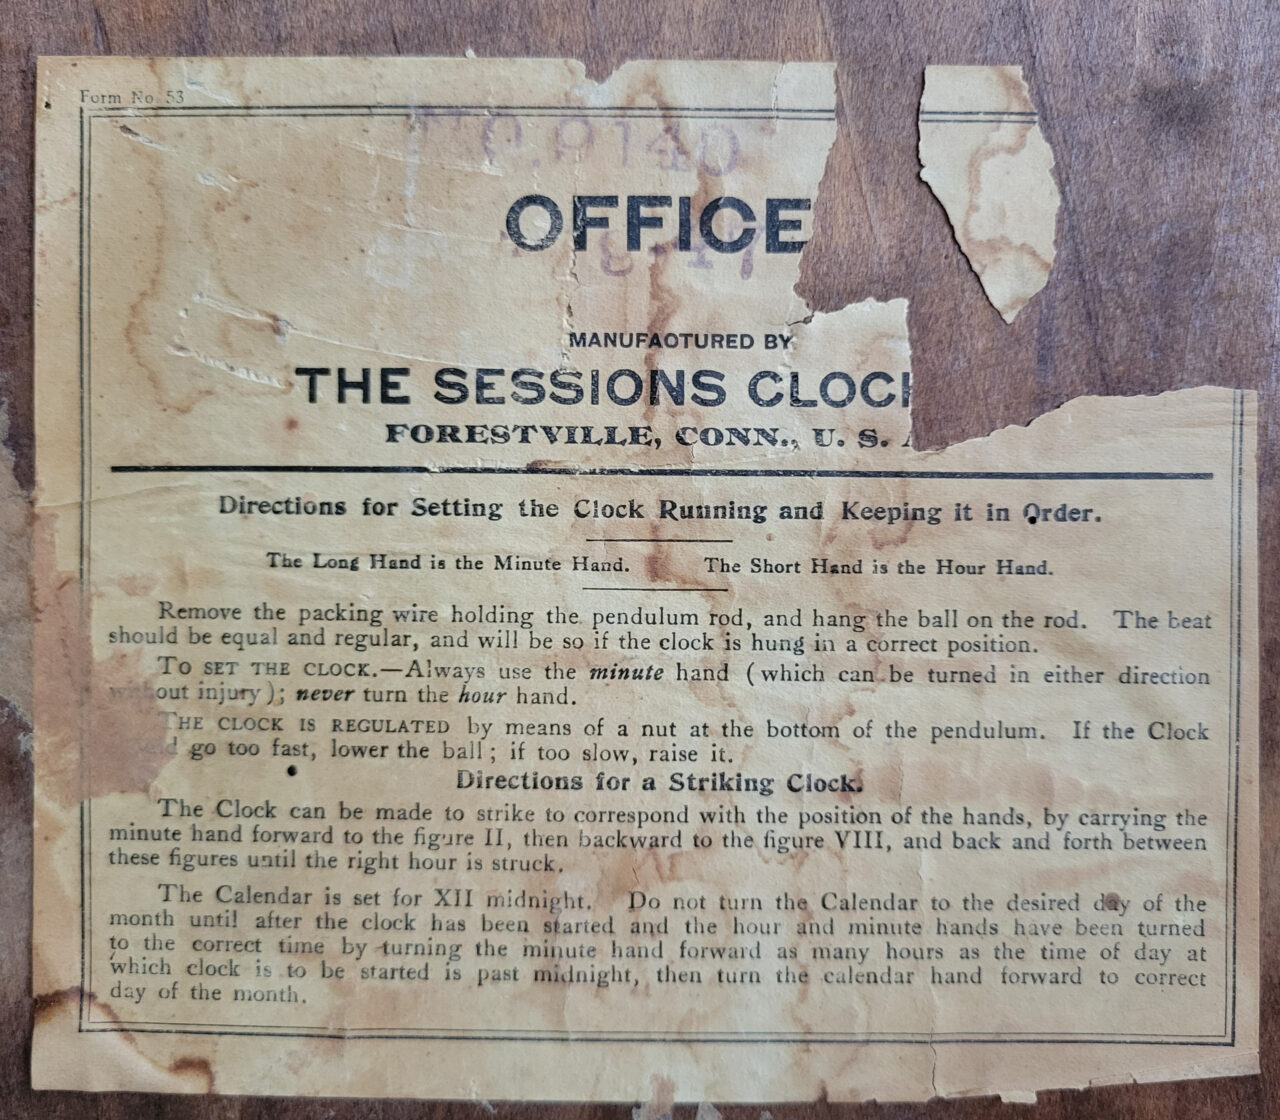 Form No. 53
O. 9140
OFFICE
MANUFACTURED BY
THE SESSIONS CLOCK
FORESTVILLE, CONN., U. S. A
Directions for Setting the Clock Running and Keeping it in Order.
The Long Hand is the Minute Hand. The Short Hand is the Hour Hand.
Remove the packing wire holding the pendulum rod, and hang the ball on the rod. The beat
should be equal and regular, and will be so if the clock is hung in a correct position.
TO SET THE CLOCK.—Always use the minute hand (which can be turned in either direction
without injury); never turn the hour hand.
THE CLOCK IS REGULATED by means of a nut at the bottom of the pendulum. If the Clock
go too fast, lower the ball; if too slow, raise it.
Directions for a Striking Clock.
The Clock can be made to strike to correspond with the position of the hands, by carrying the
minute hand forward to the figure II, then backward to the figure VIII, and back and forth between
these figures until the right hour is struck.
The Calendar is set for XII midnight. Do not turn the Calendar to the desired day of the
month until after the clock has been started and the hour and minute hands have been turned
to the correct time by turning the minute hand forward as many hours as the time of day at
which clock is to be started is past midnight, then turn the calendar hand forward to correct
day of the month.